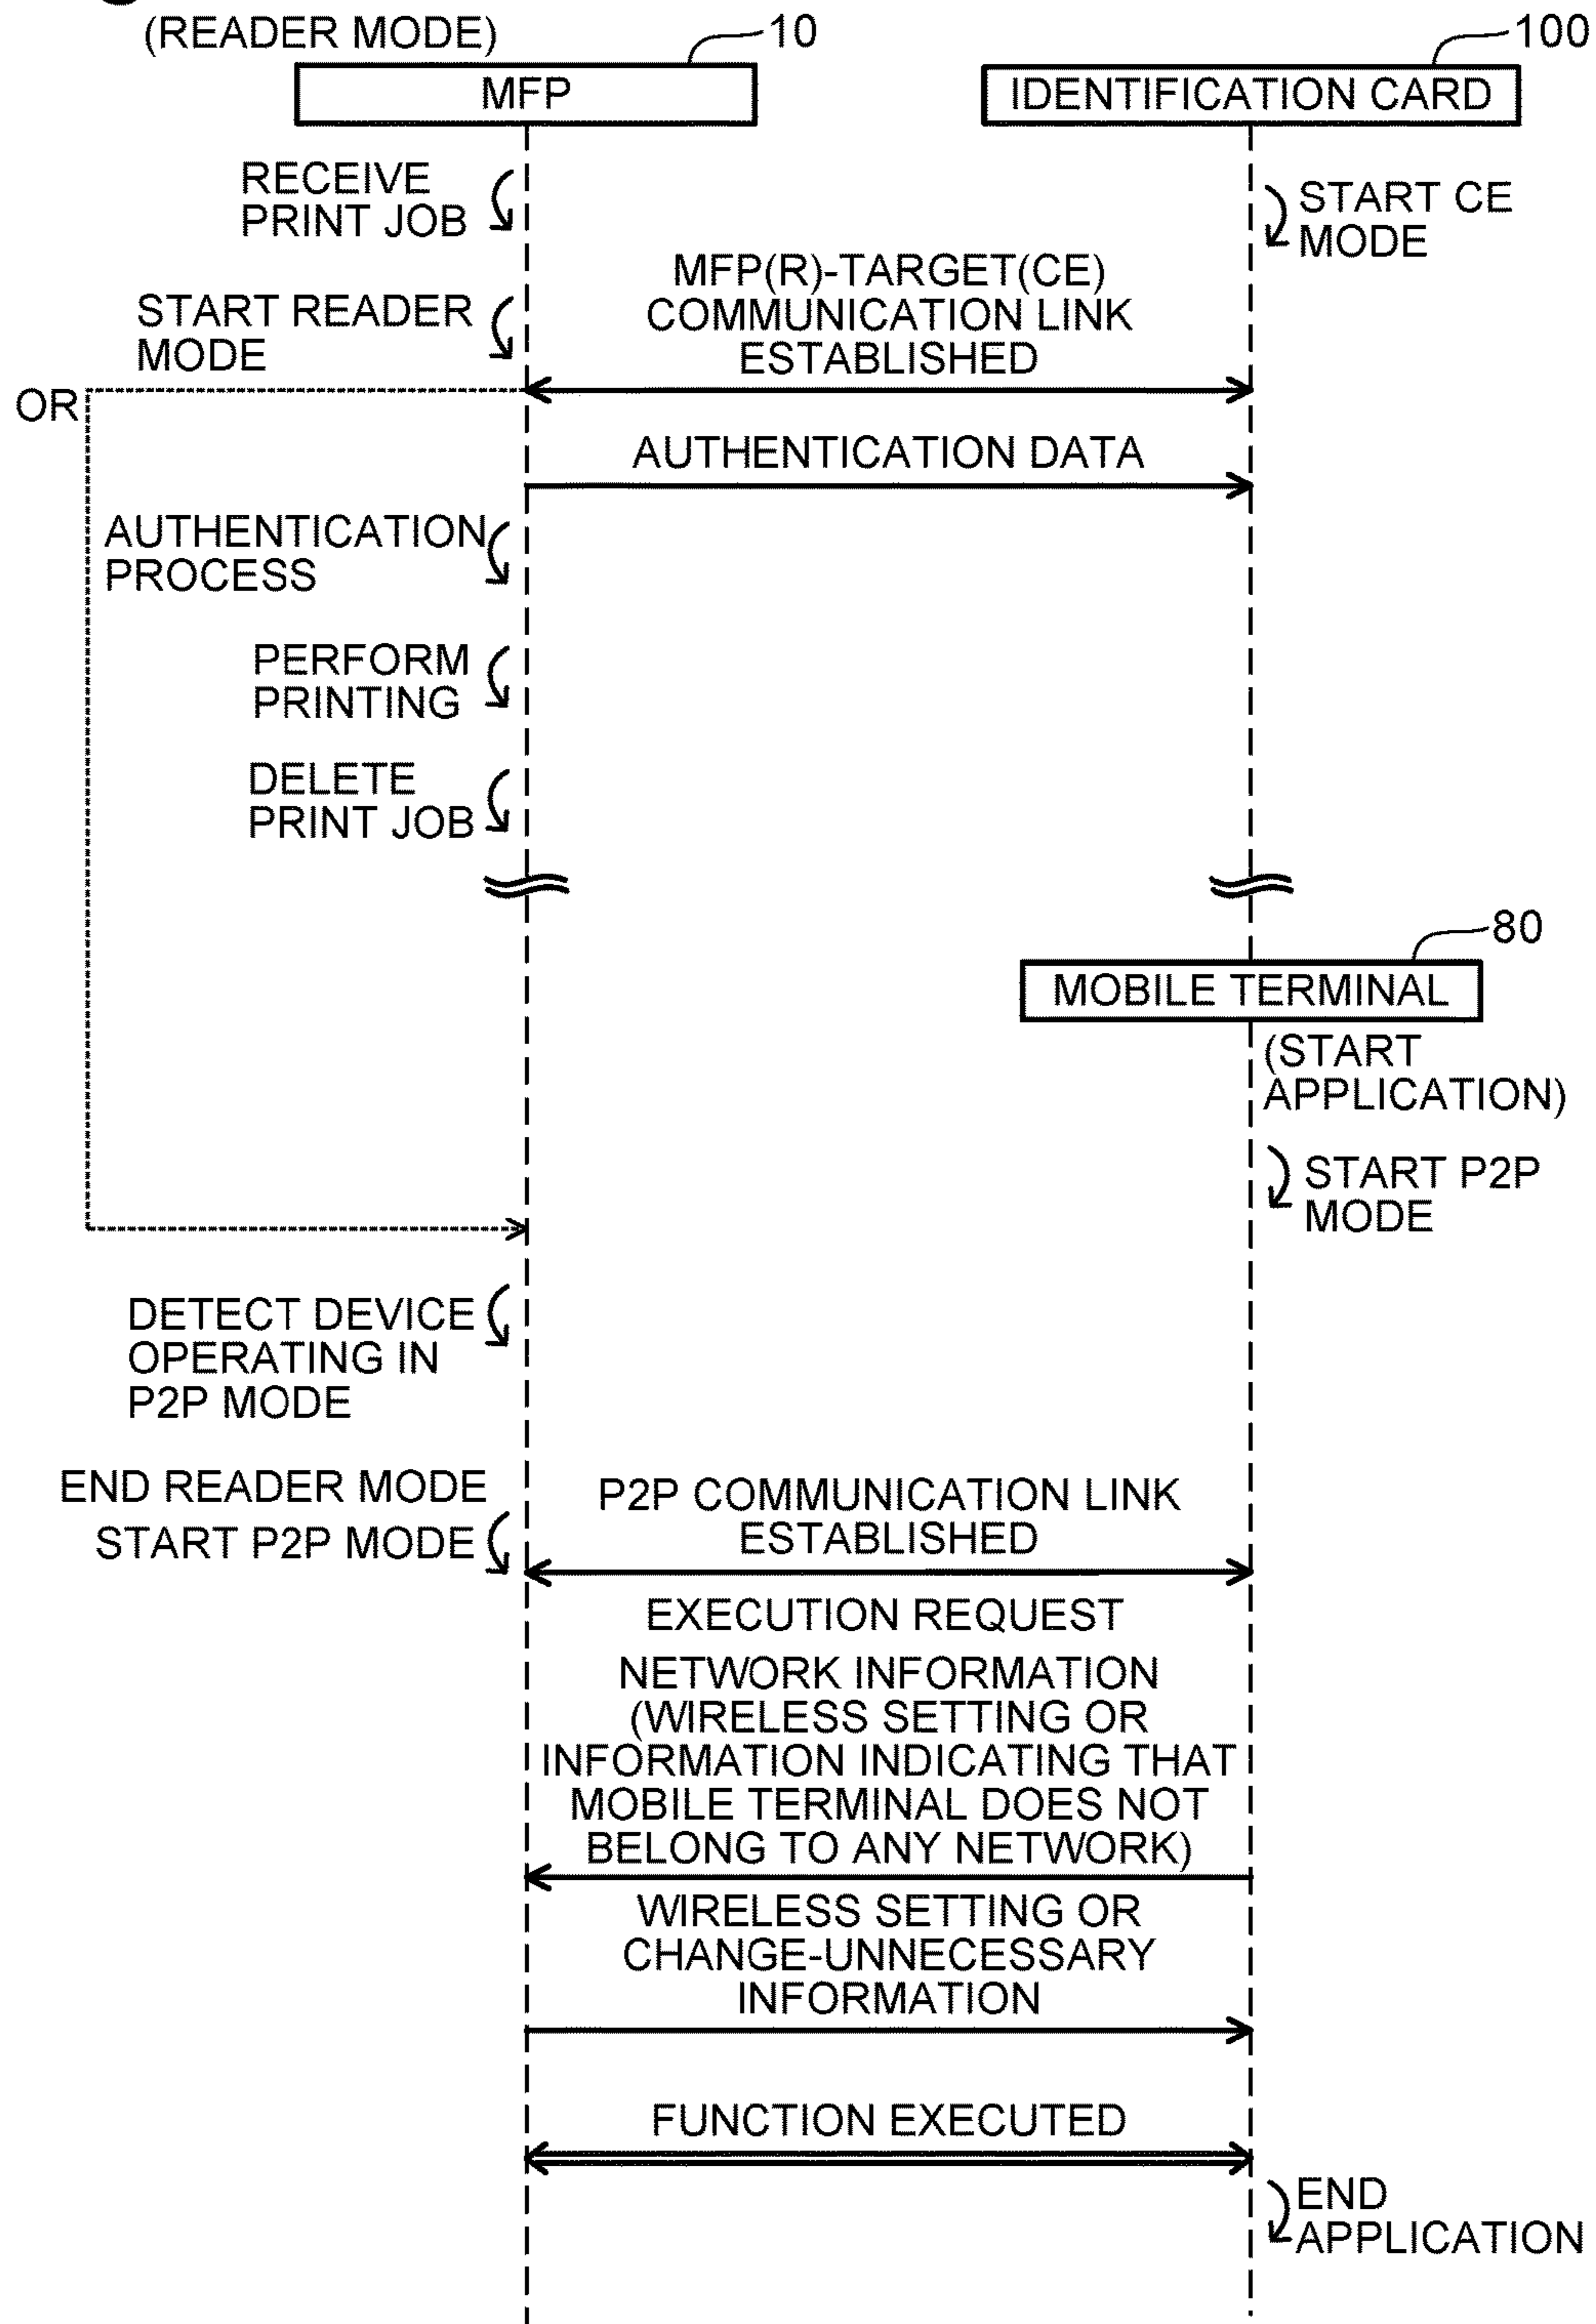 (READER MODE)
10
100
MFP
IDENTIFICATION CARD
RECEIVE
PRINT JOB
START CE
MODE
MFP(R)-TARGET(CE)
COMMUNICATION LINK
ESTABLISHED
START READER
MODE
OR
AUTHENTICATION DATA
AUTHENTICATION
PROCESS
PERFORM
PRINTING
DELETE
PRINT JOB
80
MOBILE TERMINAL
(START
APPLICATION)
START P2P
MODE
DETECT DEVICE
OPERATING IN
P2P MODE
END READER MODE
START P2P MODE
P2P COMMUNICATION LINK
ESTABLISHED
EXECUTION REQUEST
NETWORK INFORMATION
(WIRELESS SETTING OR
INFORMATION INDICATING THAT
MOBILE TERMINAL DOES NOT
BELONG TO ANY NETWORK)
WIRELESS SETTING OR
CHANGE-UNNECESSARY
INFORMATION
FUNCTION EXECUTED
END
APPLICATION